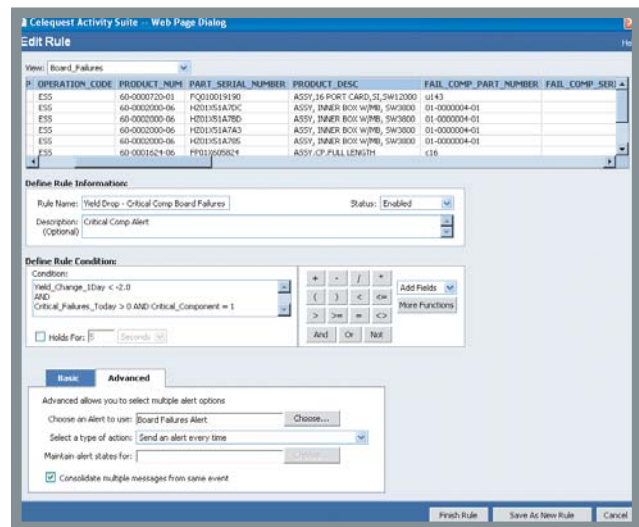 Celequest Activity Suite -- Web Page Dialog
Edit Rule
View: Board_Failures
OPERATION_CODE PRODUCT_NUM PART_SERIAL_NUMBER PRODUCT_DESC FAIL_COMP_PART_NUMBER FAIL_COMP_SERI
ESS 60-0000720-01 FQ010019190 ASSY,16 PORT CARD,SI,SW12000 u143
ESS 60-0002000-06 H201X51A7DC ASSY, INNER BOX W/MB, SW3800 01-0000004-01
ESS 60-0002000-06 H201X51A7BD ASSY, INNER BOX W/MB, SW3800 01-0000004-01
ESS 60-0002000-06 H201X51A7A3 ASSY, INNER BOX W/MB, SW3800 01-0000004-01
ESS 60-0002000-06 H201X51A785 ASSY, INNER BOX W/MB, SW3800 01-0000004-01
ESS 60-0001624-06 FP01X605824 ASSY,CP,FULL LENGTH c16
Define Rule Information:
Rule Name: Yield Drop - Critical Comp Board Failures Status: Enabled
Description: Critical Comp Alert
(Optional)
Define Rule Condition:
Condition:
Yield_Change_1Day < -2.0
AND
Critical_Failures_Today > 0 AND Critical_Component = 1
+ - / *
( ) < <=
> >= = <>
And Or Not
Add Fields
More Functions
Holds For: 5 Seconds
Basic Advanced
Advanced allows you to select multiple alert options
Choose an Alert to use: Board Failures Alert Choose...
Select a type of action: Send an alert every time
Maintain alert states for:
Consolidate multiple messages from same event
Finish Rule Save As New Rule Cancel